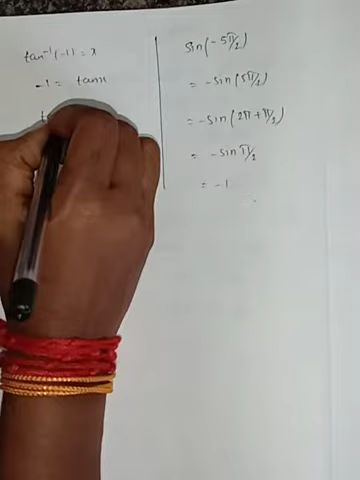 tan⁻¹(-1) = x
-1 = tanx
sin(-5π/2)
= -sin(5π/2)
= -sin(2π + π/2)
= -sin π/2
= -1